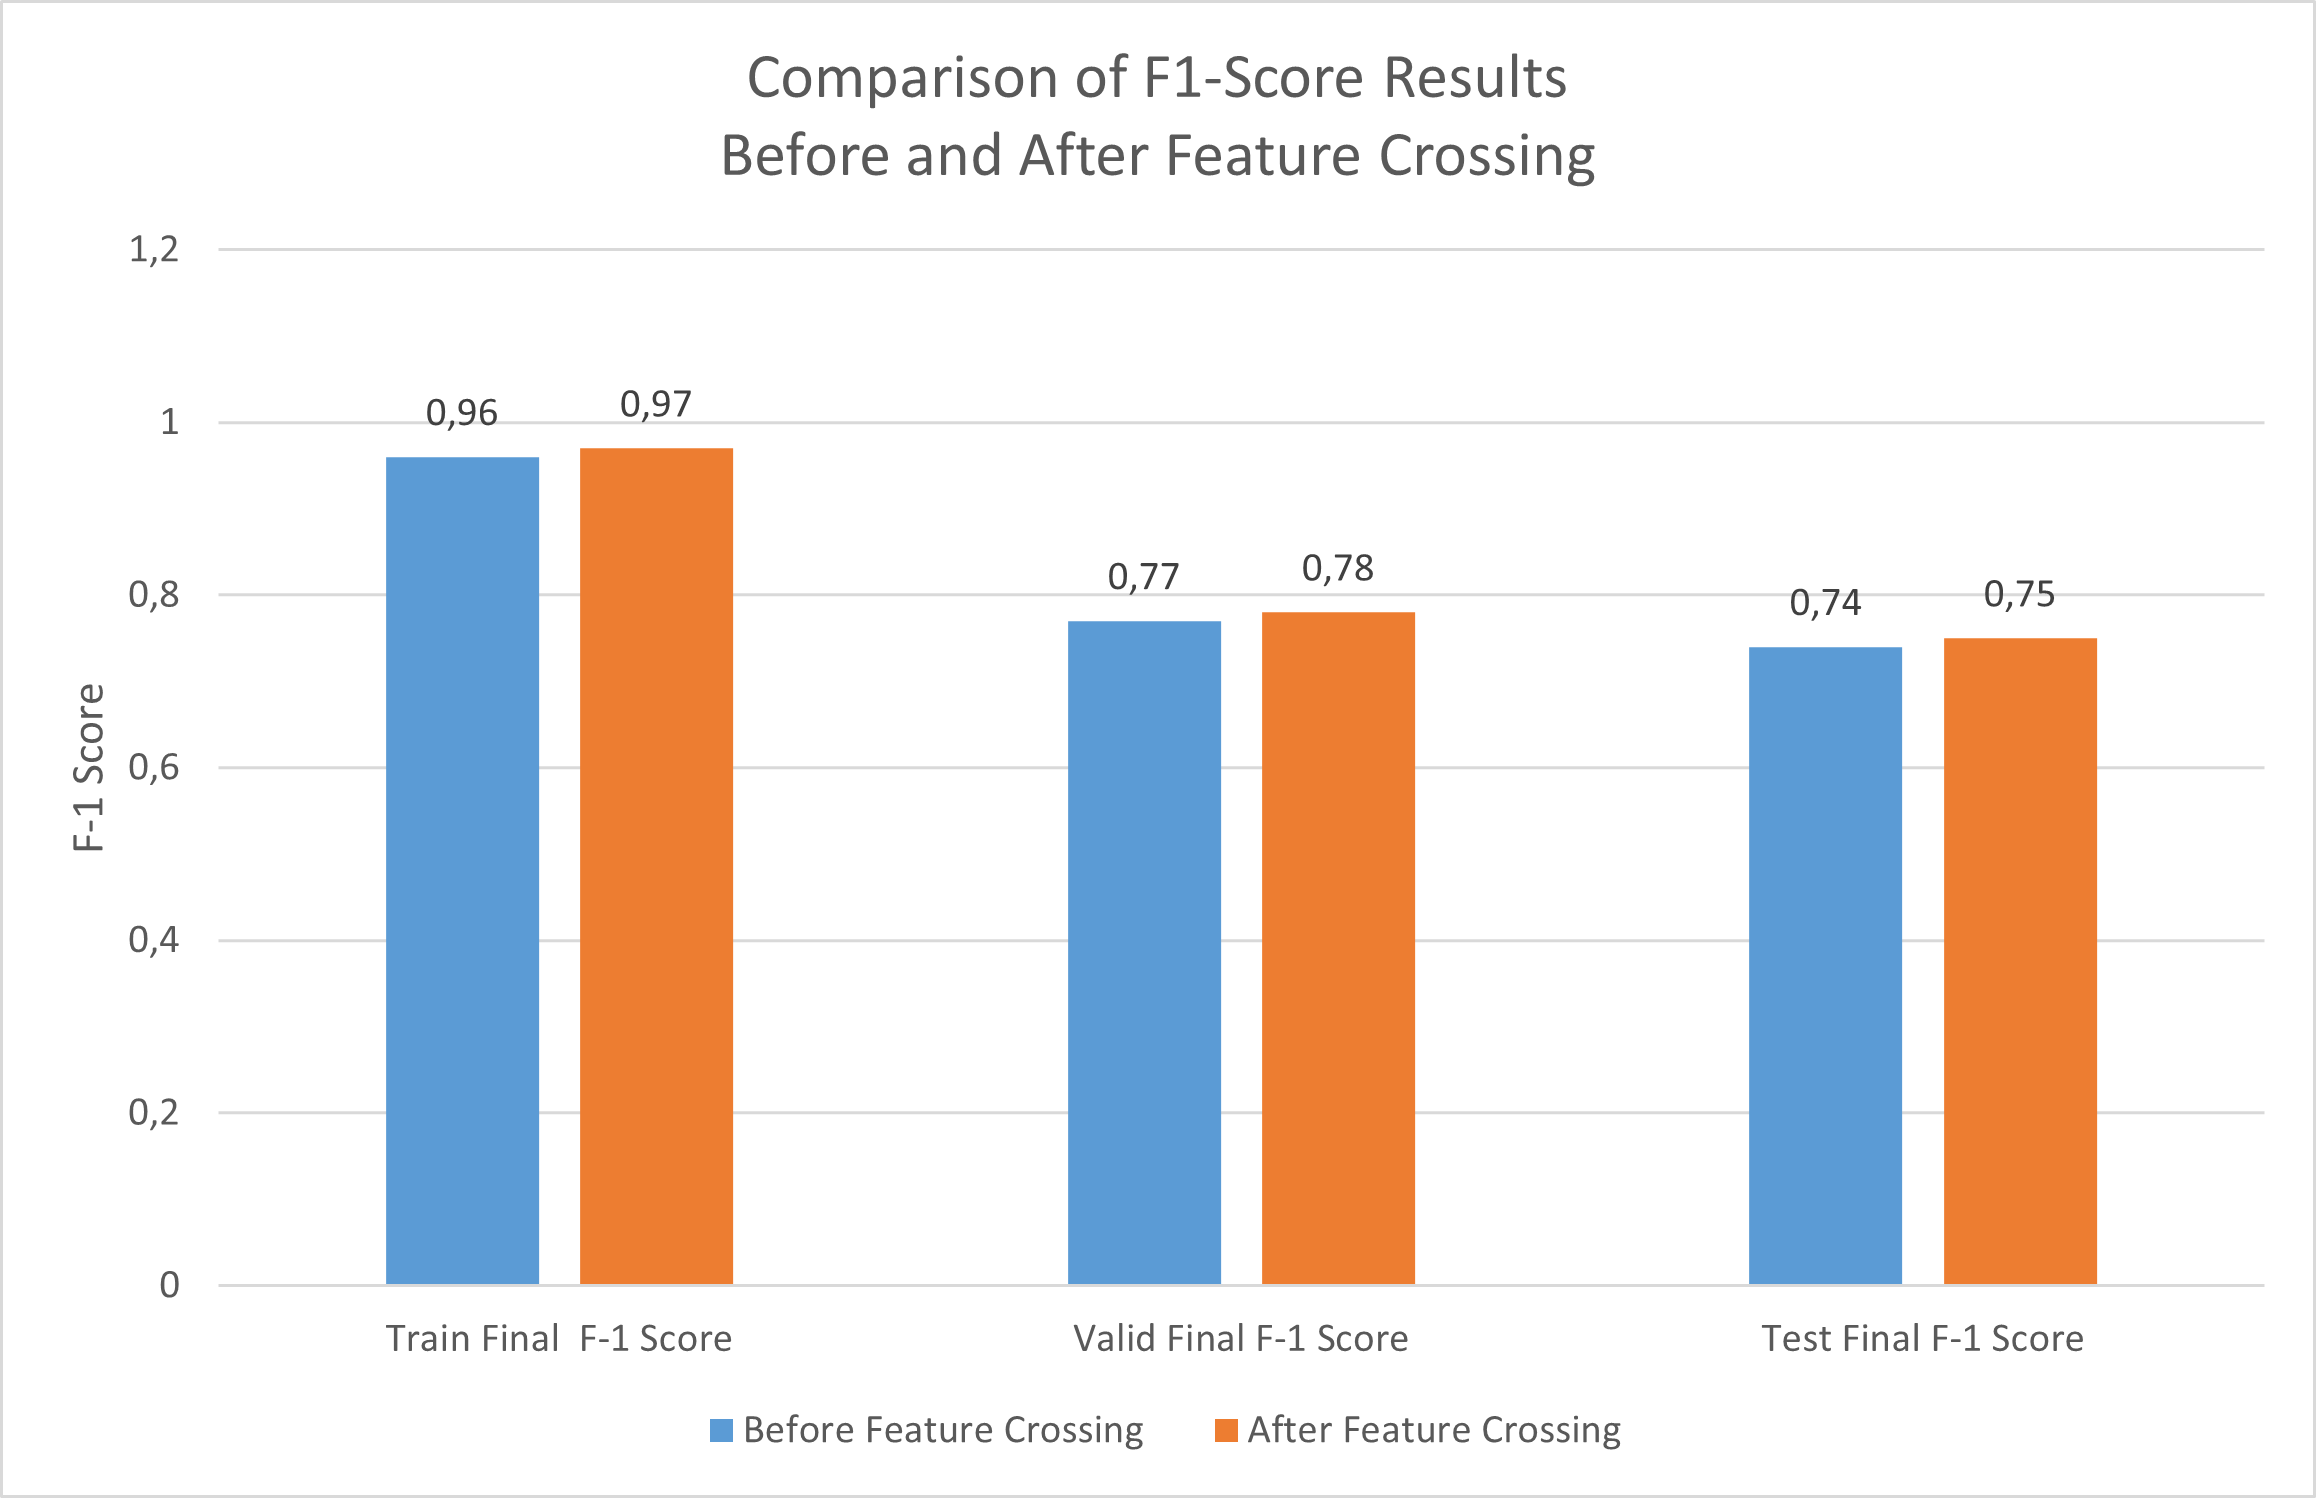 Comparison of F1-Score Results
Before and After Feature Crossing
1,2
1
0,8
0,6
0,4
0,2
0
F-1 Score
0,96
0,97
0,77
0,78
0,74
0,75
Train Final  F-1 Score
Valid Final F-1 Score
Test Final F-1 Score
Before Feature Crossing
After Feature Crossing